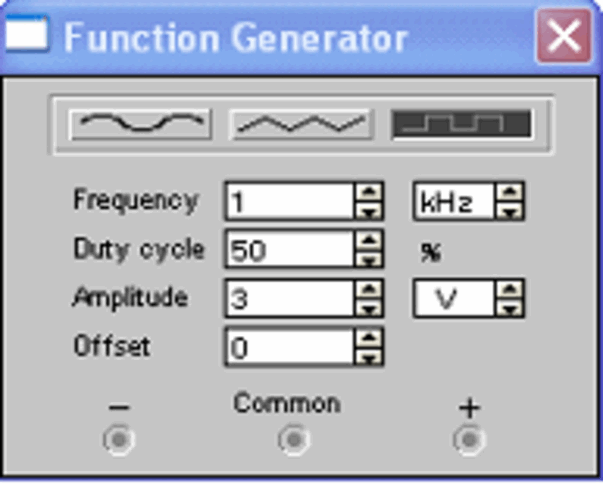 Function Generator
Frequency 1 kHz
Duty cycle 50 %
Amplitude 3 V
Offset 0
− Common +